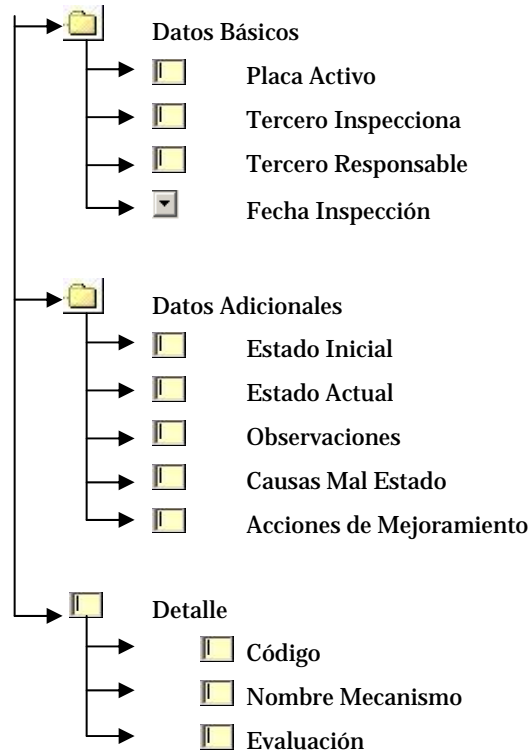 Datos Básicos
Placa Activo
Tercero Inspecciona
Tercero Responsable
Fecha Inspección
Datos Adicionales
Estado Inicial
Estado Actual
Observaciones
Causas Mal Estado
Acciones de Mejoramiento
Detalle
Código
Nombre Mecanismo
Evaluación